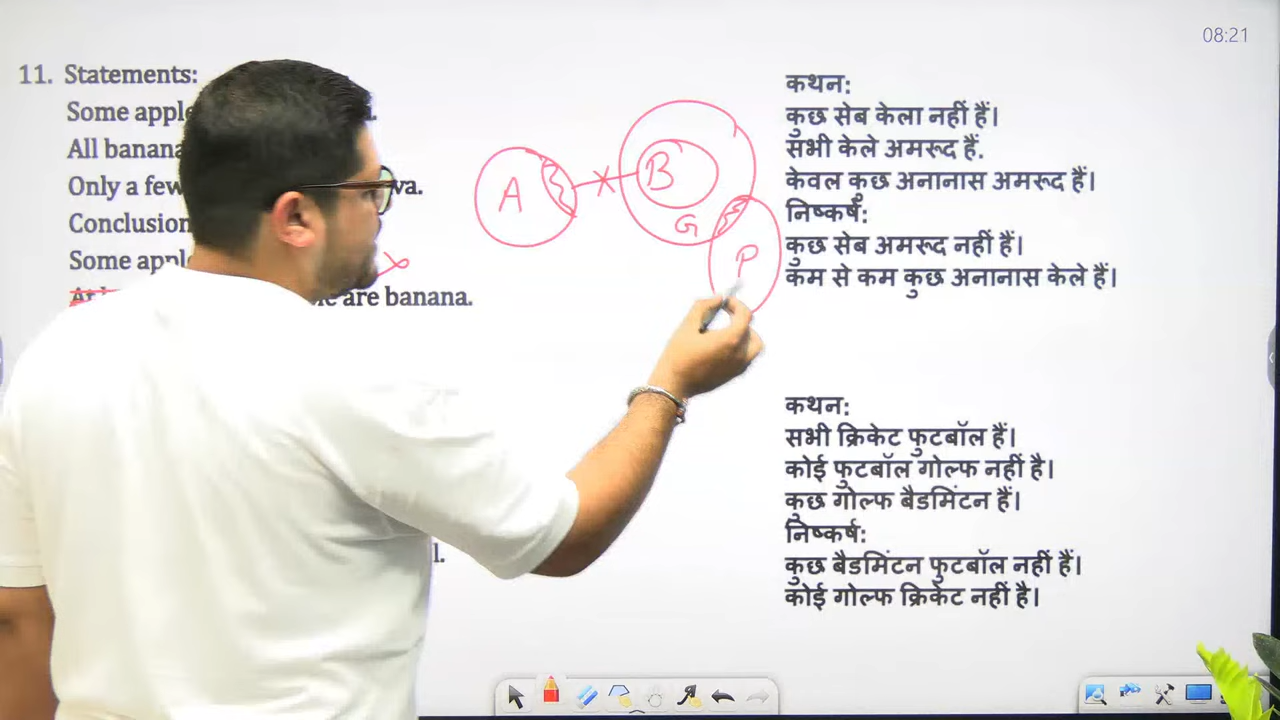 08:21
11. Statements:
Some apple
All banana
Only a few va.
Conclusion
Some appl
are banana.
l.
A
B
G
P
कथन:
कुछ सेब केला नहीं हैं।
सभी केले अमरूद हैं.
केवल कुछ अनानास अमरूद हैं।
निष्कर्ष:
कुछ सेब अमरूद नहीं हैं।
कम से कम कुछ अनानास केले हैं।
कथन:
सभी क्रिकेट फुटबॉल हैं।
कोई फुटबॉल गोल्फ नहीं है।
कुछ गोल्फ बैडमिंटन हैं।
निष्कर्ष:
कुछ बैडमिंटन फुटबॉल नहीं हैं।
कोई गोल्फ क्रिकेट नहीं है।